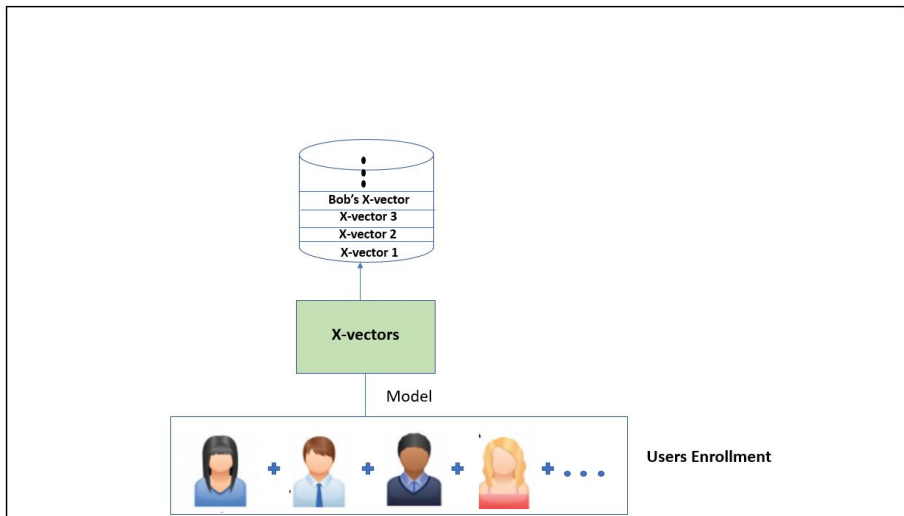 Bob's X-vector
X-vector 3
X-vector 2
X-vector 1
X-vectors
Model
Users Enrollment